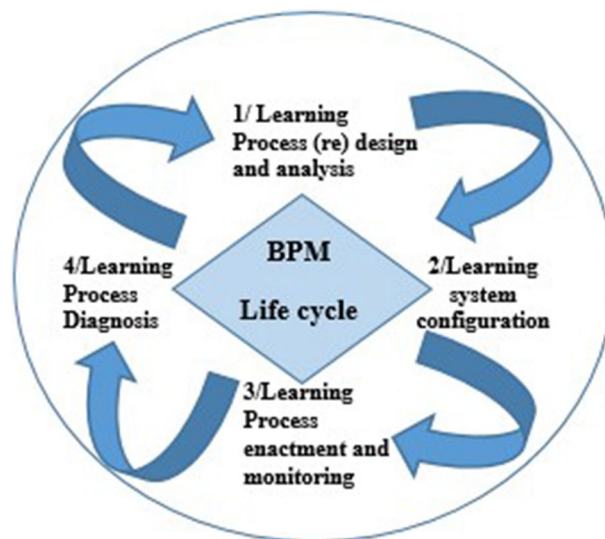 1/ Learning
Process (re) design
and analysis
BPM
Life cycle
2/Learning
system
configuration
3/Learning
Process
enactment and
monitoring
4/Learning
Process
Diagnosis